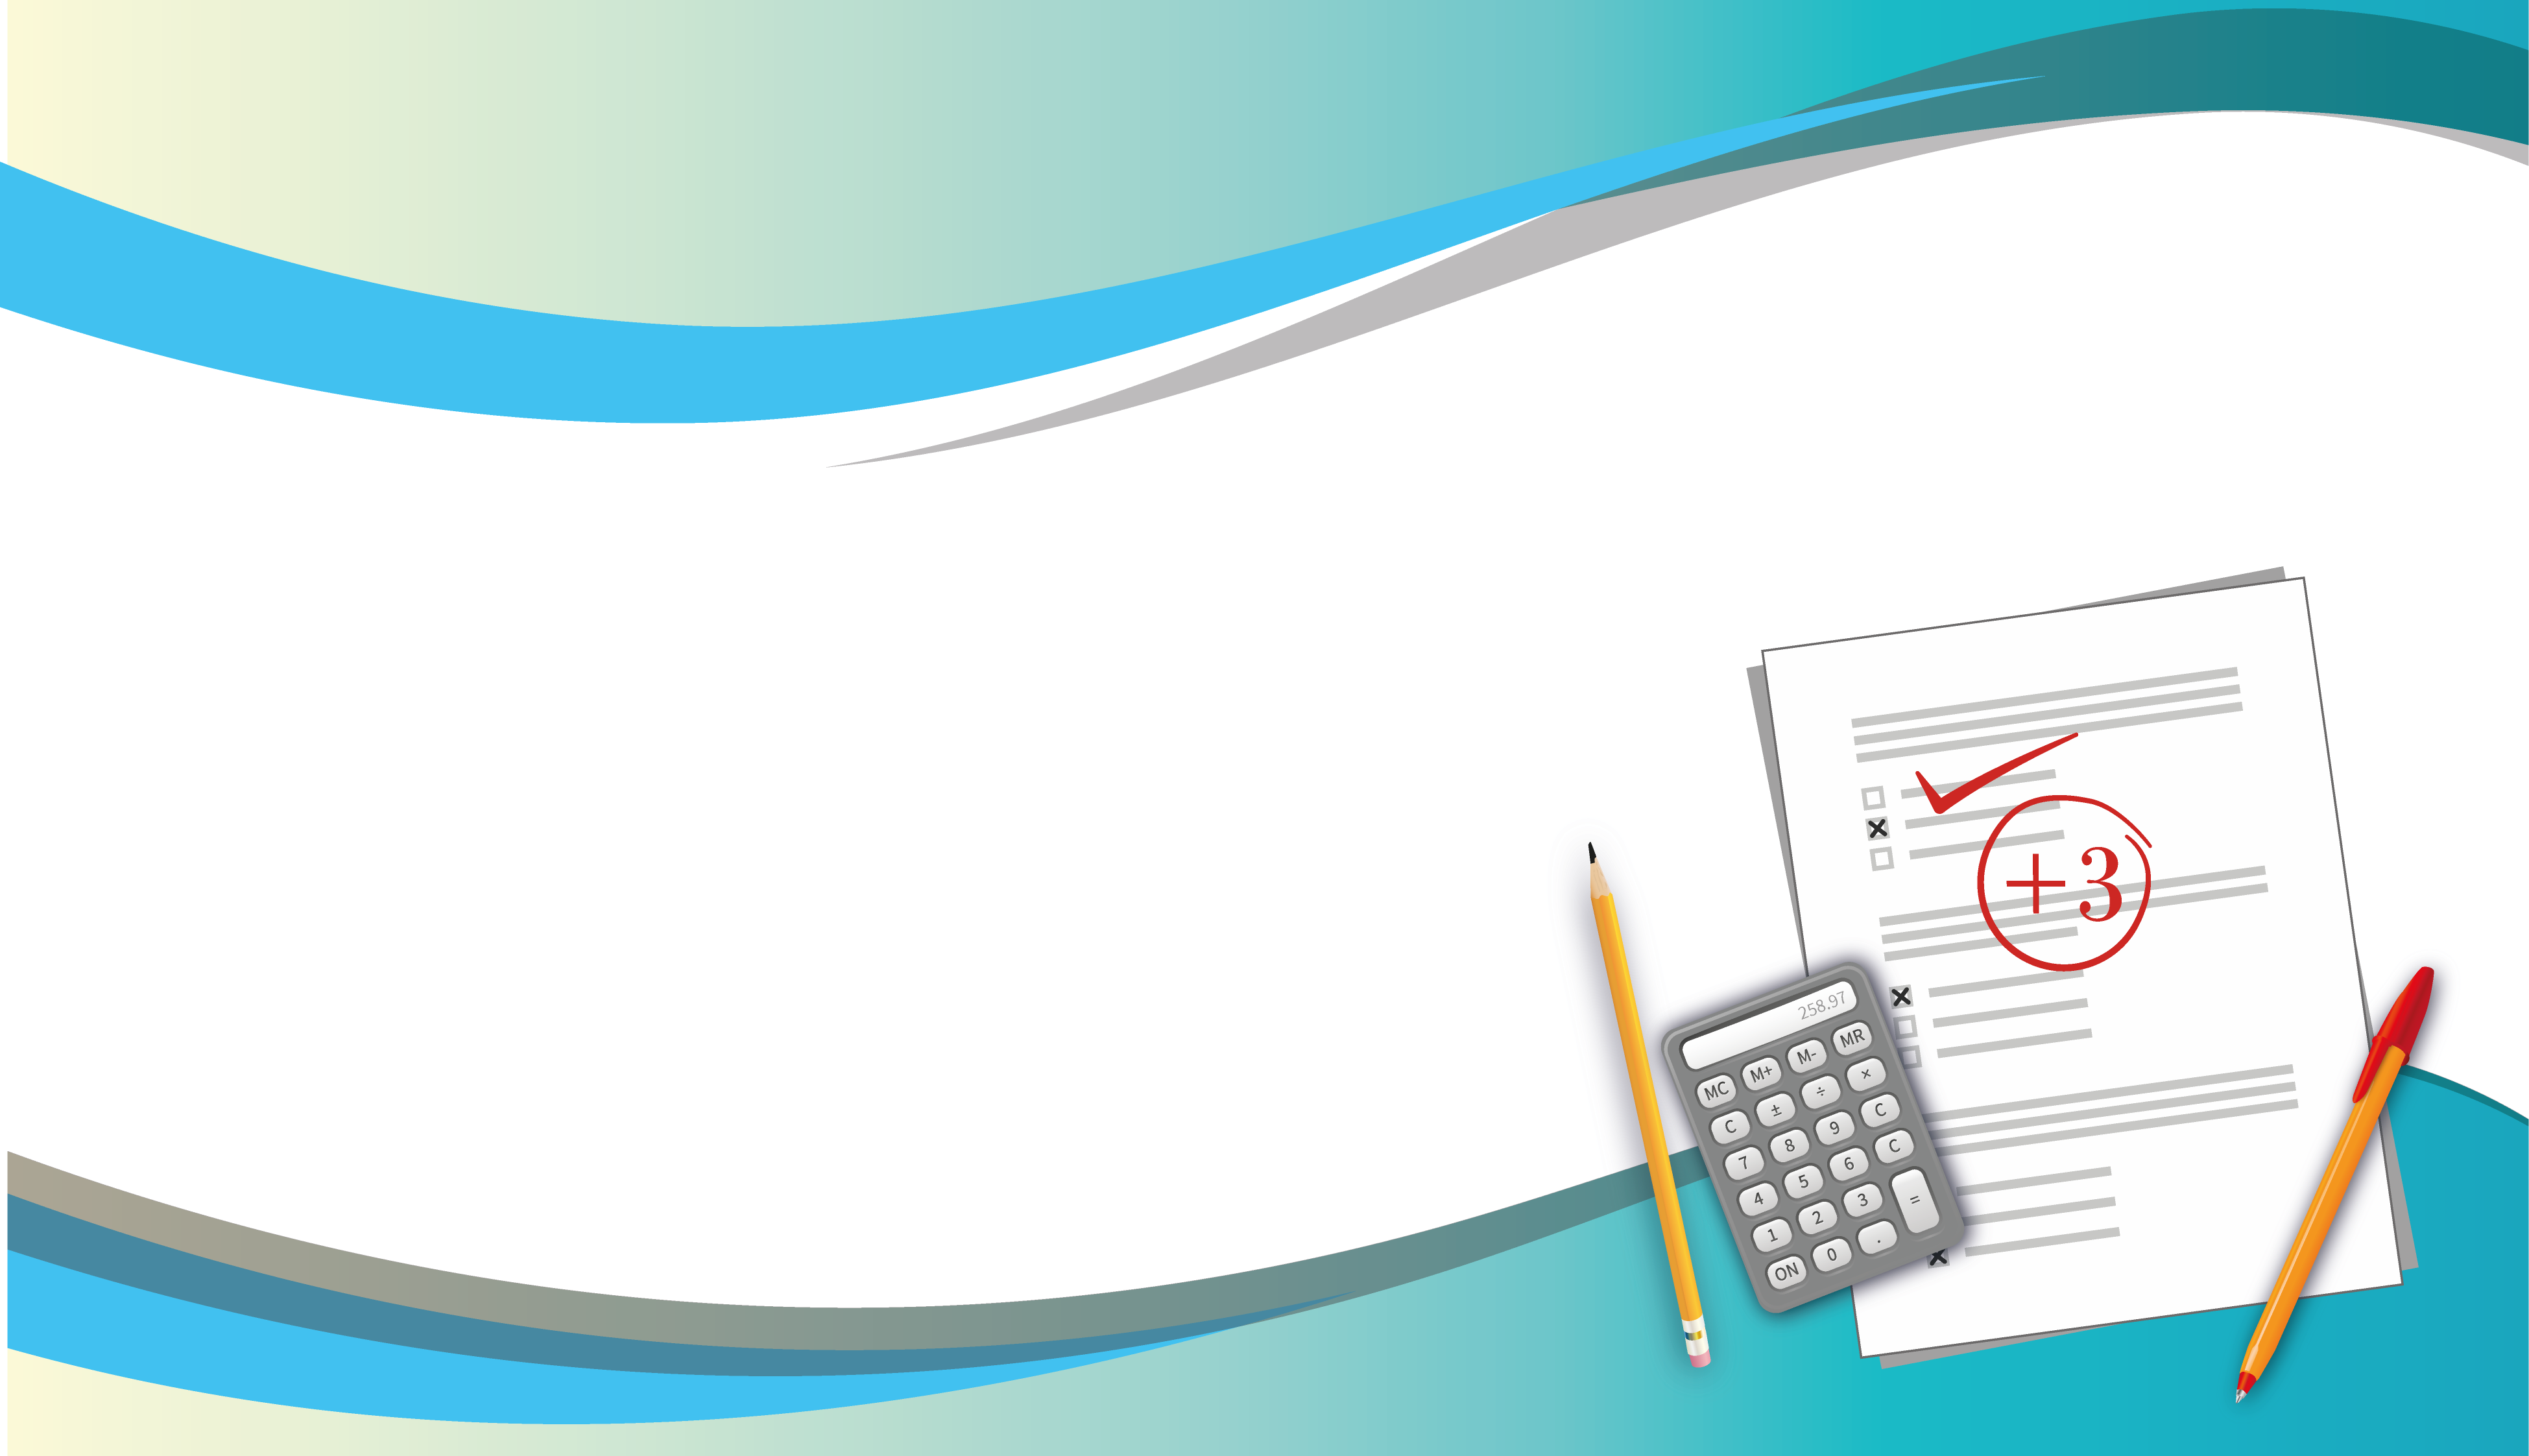 +3
258.97
MC M+ M- MR
C ± ÷ ×
7 8 9 C
4 5 6 C
1 2 3 =
ON 0 .